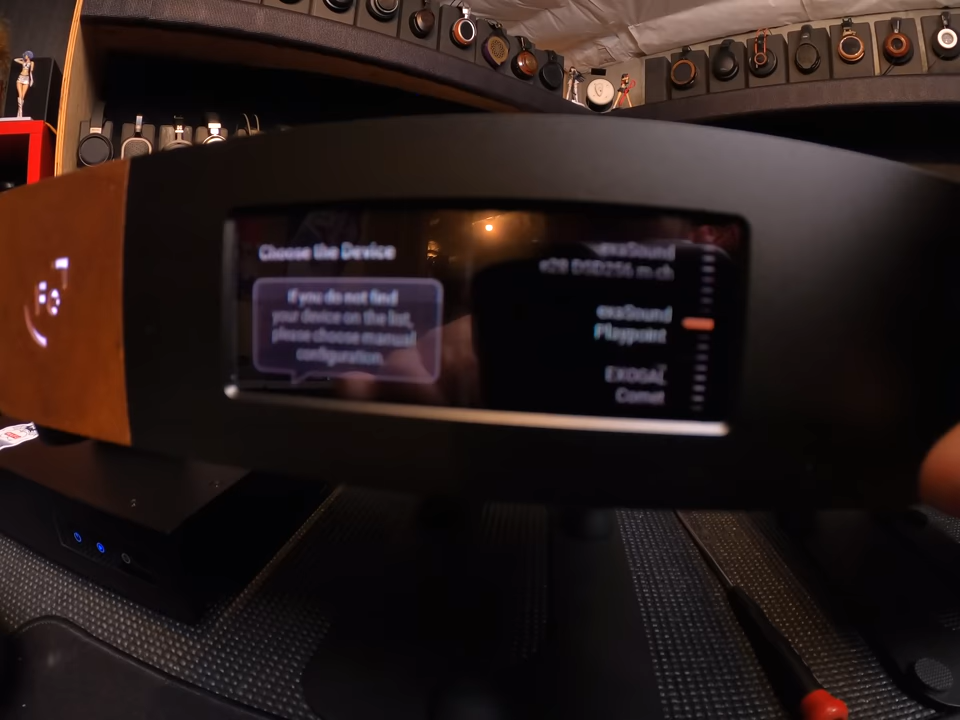 Choose the Device
If you do not find
your device on the list,
please choose manual
configuration.
exaSound
e28 DSD256 m-ch
exaSound
Playpoint
EXOGAL
Comet